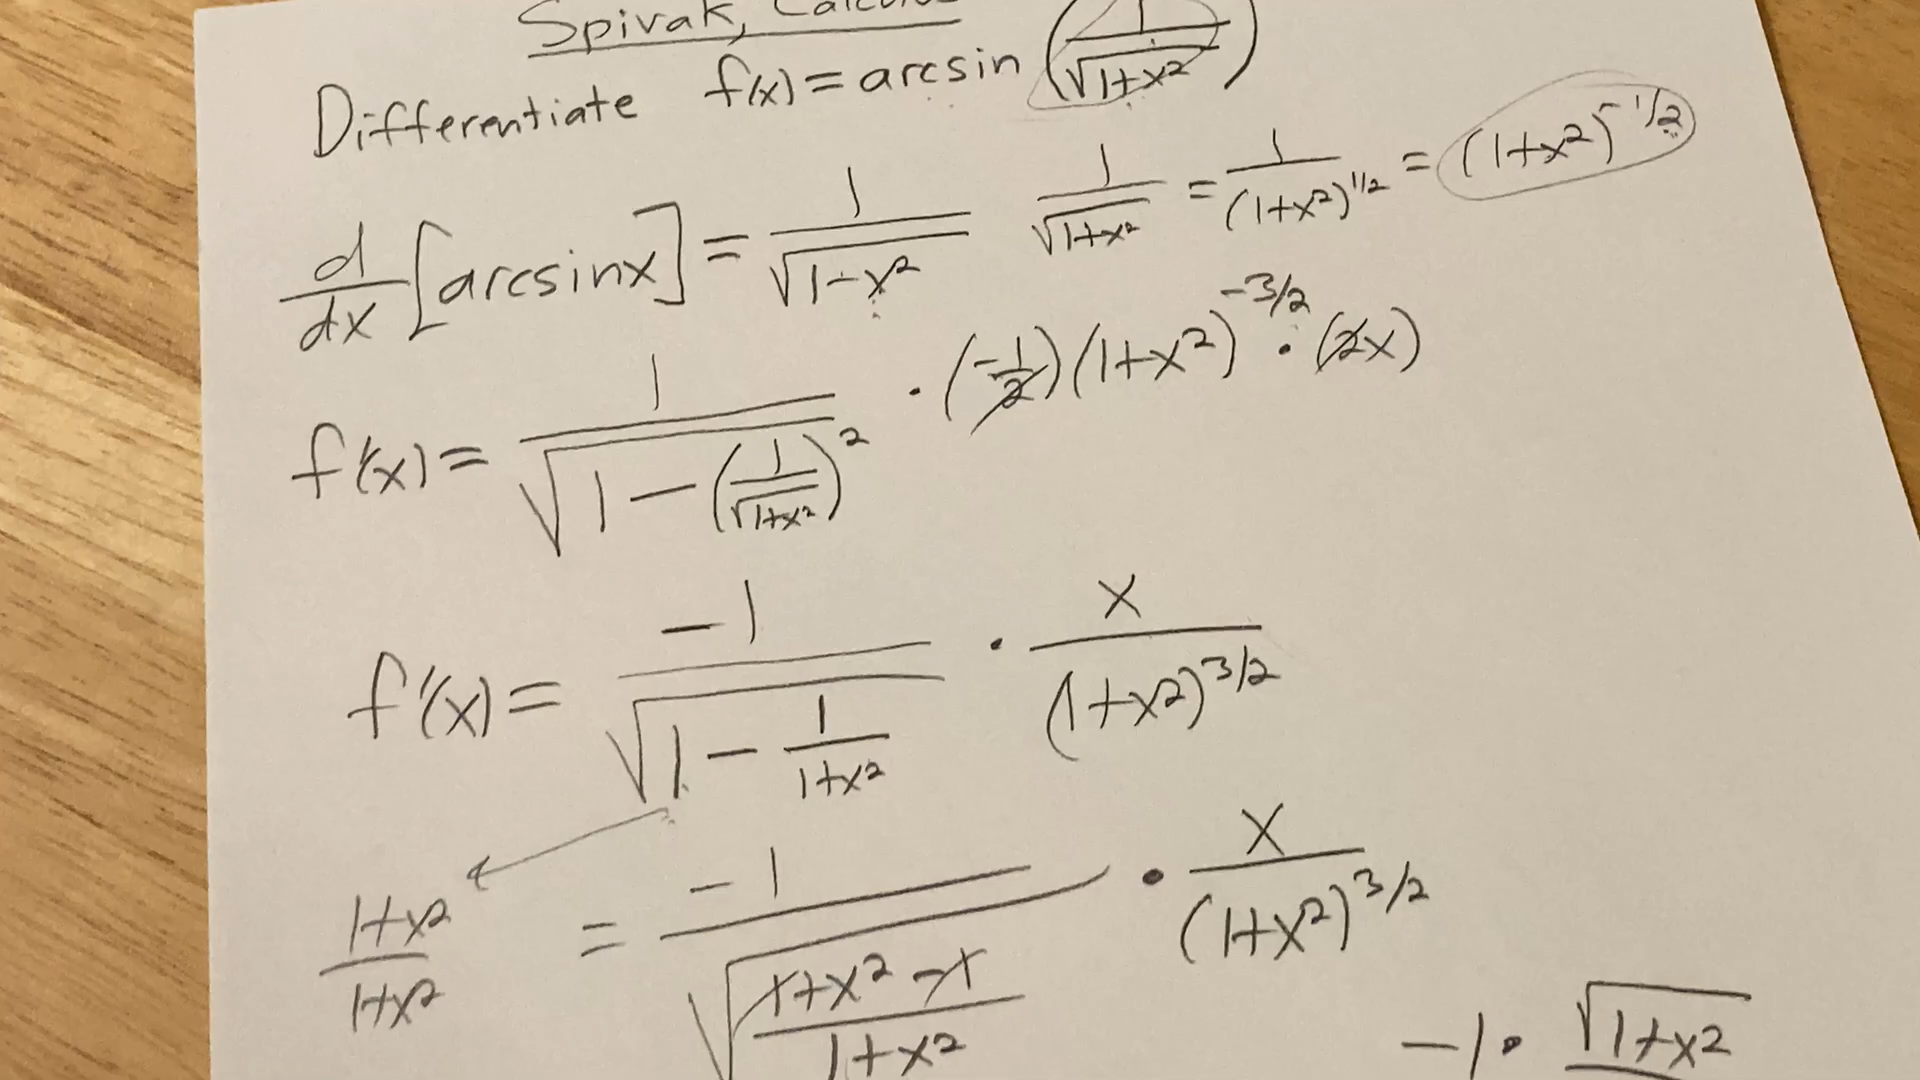 Spivak, Calculus
Differentiate f(x) = arcsin (1/√(1+x²))
d/dx [arcsinx] = 1/√(1-x²)
1/√(1+x²) = 1/(1+x²)^1/2 = (1+x²)^-1/2
f'(x) = 1/√(1-(1/√(1+x²))²) · (-1/2)(1+x²)^-3/2 · (2x)
f'(x) = -1/√(1 - 1/(1+x²)) · x/(1+x²)^3/2
(1+x²)/(1+x²)
= -1/√((1+x²-1)/(1+x²)) · x/(1+x²)^3/2
-1 · √(1+x²)